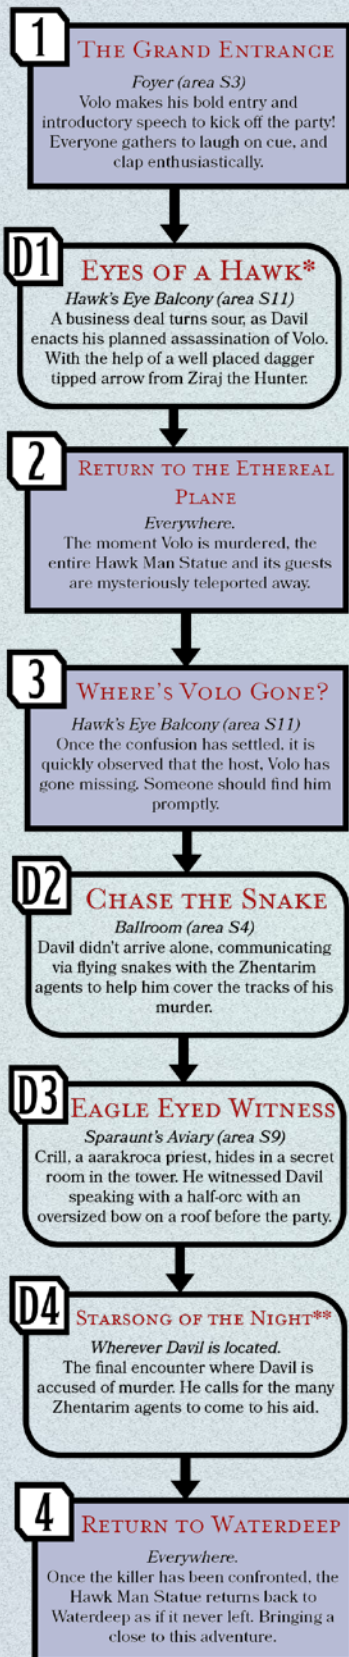 1
The Grand Entrance
Foyer (area S3)
Volo makes his bold entry and
introductory speech to kick off the party!
Everyone gathers to laugh on cue, and
clap enthusiastically.
D1
Eyes of a Hawk*
Hawk's Eye Balcony (area S11)
A business deal turns sour, as Davil
enacts his planned assassination of Volo.
With the help of a well placed dagger
tipped arrow from Ziraj the Hunter.
2
Return to the Ethereal
Plane
Everywhere.
The moment Volo is murdered, the
entire Hawk Man Statue and its guests
are mysteriously teleported away.
3
Where's Volo Gone?
Hawk's Eye Balcony (area S11)
Once the confusion has settled, it is
quickly observed that the host, Volo has
gone missing. Someone should find him
promptly.
D2
Chase the Snake
Ballroom (area S4)
Davil didn't arrive alone, communicating
via flying snakes with the Zhentarim
agents to help him cover the tracks of his
murder.
D3
Eagle Eyed Witness
Sparaunt's Aviary (area S9)
Crill, a aarakroca priest, hides in a secret
room in the tower. He witnessed Davil
speaking with a half-orc with an
oversized bow on a roof before the party.
D4
Starsong of the Night**
Wherever Davil is located.
The final encounter where Davil is
accused of murder. He calls for the many
Zhentarim agents to come to his aid.
4
Return to Waterdeep
Everywhere.
Once the killer has been confronted, the
Hawk Man Statue returns back to
Waterdeep as if it never left. Bringing a
close to this adventure.